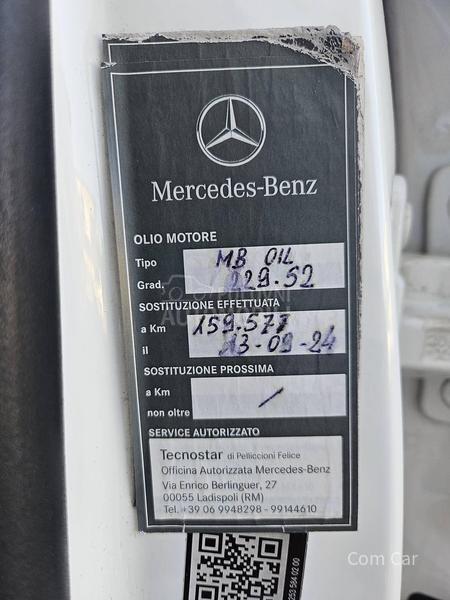 Mercedes-Benz
OLIO MOTORE
Tipo MB OIL
Grad. 229.52
SOSTITUZIONE EFFETTUATA
a Km 159.577
il 13-09-24
SOSTITUZIONE PROSSIMA
a Km /
non oltre
SERVICE AUTORIZZATO
Tecnostar di Pelliccioni Felice
Officina Autorizzata Mercedes-Benz
Via Enrico Berlinguer, 27
00055 Ladispoli (RM)
Tel. +39 06 9948298 - 99144610
Com Car